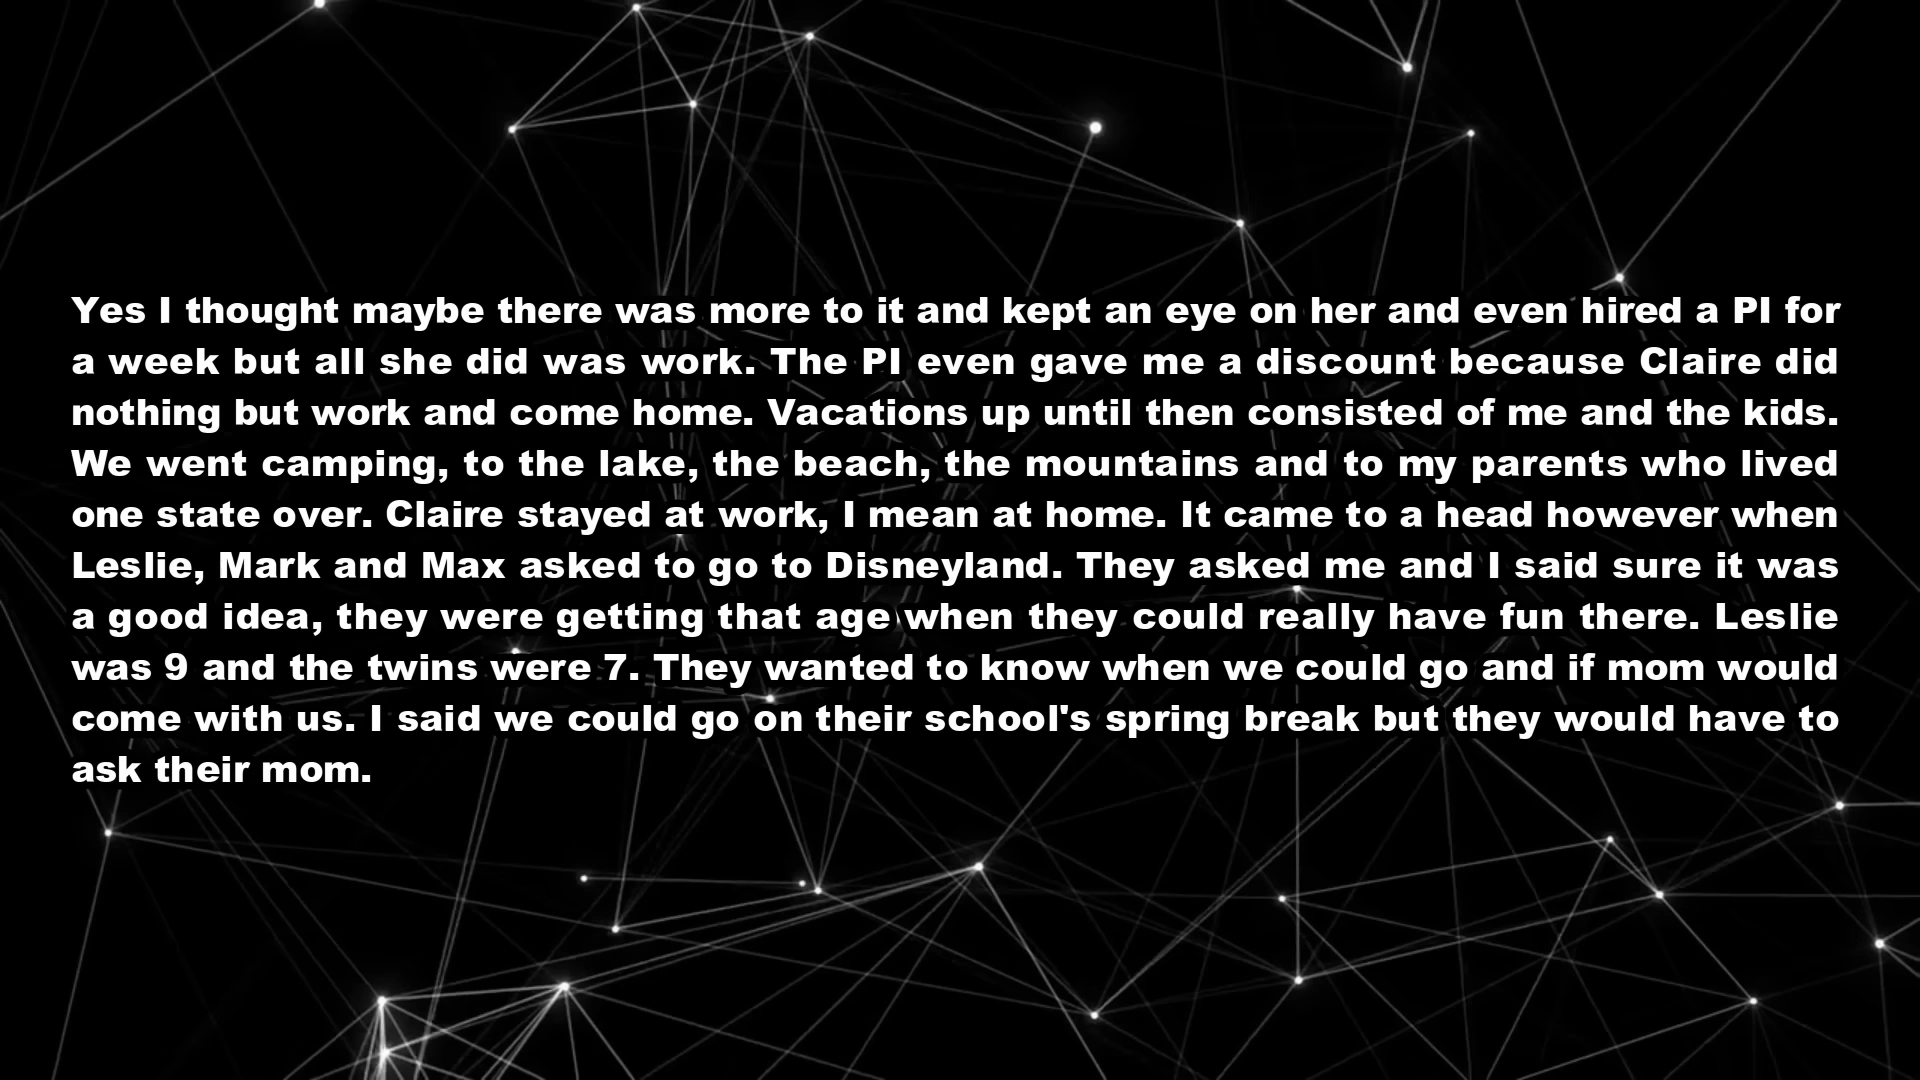 Yes I thought maybe there was more to it and kept an eye on her and even hired a PI for
a week but all she did was work. The PI even gave me a discount because Claire did
nothing but work and come home. Vacations up until then consisted of me and the kids.
We went camping, to the lake, the beach, the mountains and to my parents who lived
one state over. Claire stayed at work, I mean at home. It came to a head however when
Leslie, Mark and Max asked to go to Disneyland. They asked me and I said sure it was
a good idea, they were getting that age when they could really have fun there. Leslie
was 9 and the twins were 7. They wanted to know when we could go and if mom would
come with us. I said we could go on their school's spring break but they would have to
ask their mom.